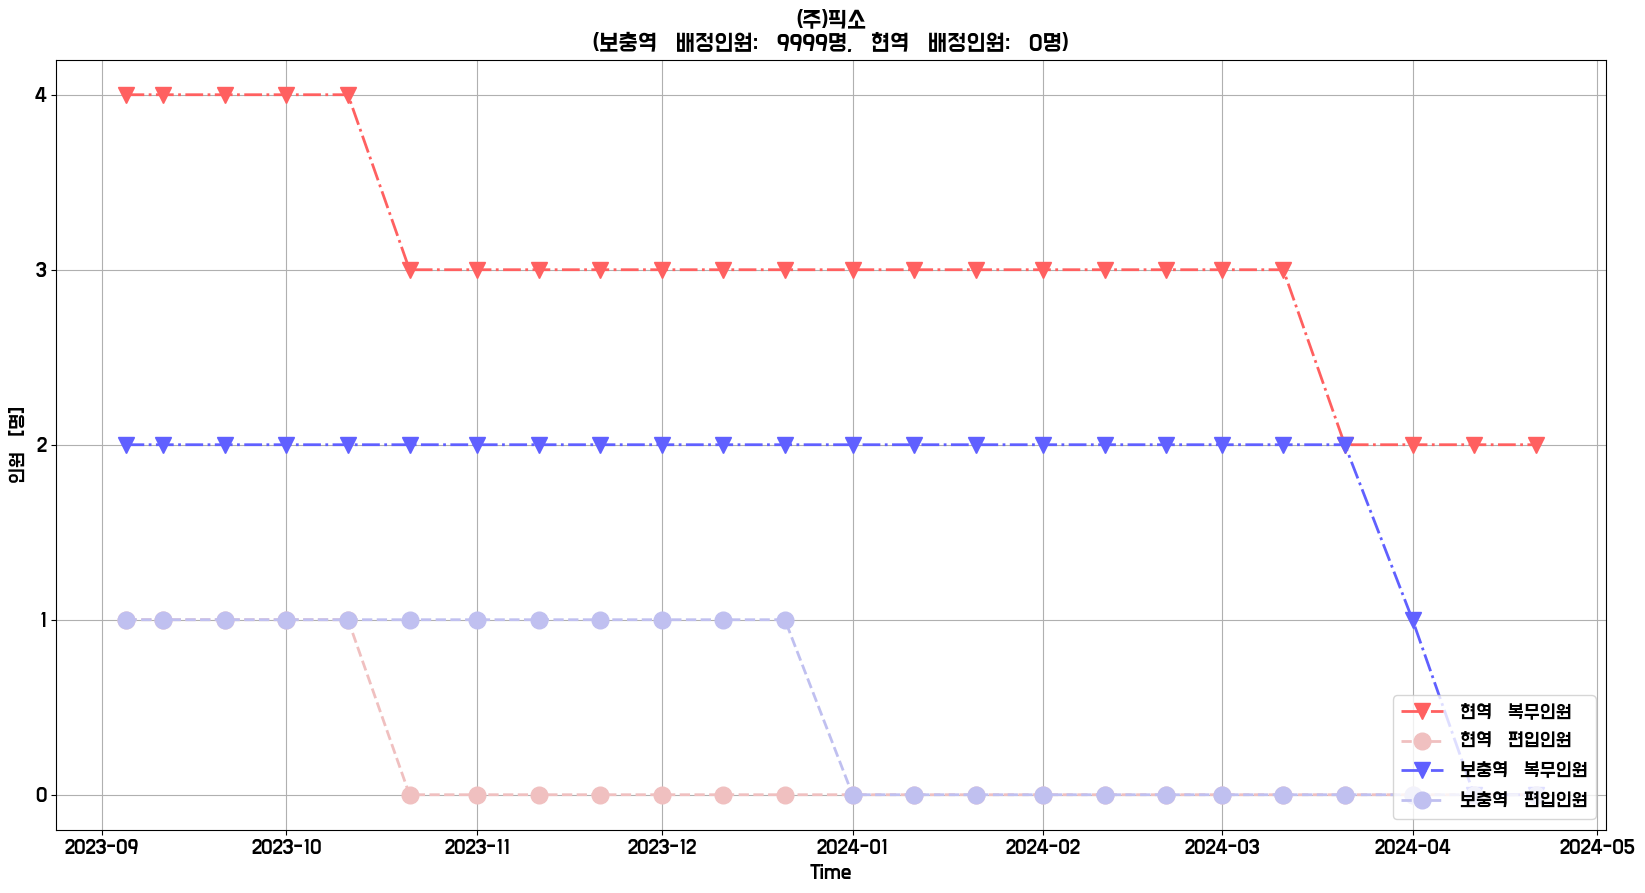 (주)픽소
(보충역 배정인원: 9999명, 현역 배정인원: 0명)
인원 [명]
4
3
2
1
0
현역 복무인원
현역 편입인원
보충역 복무인원
보충역 편입인원
2023-09 2023-10 2023-11 2023-12 2024-01 2024-02 2024-03 2024-04 2024-05
Time